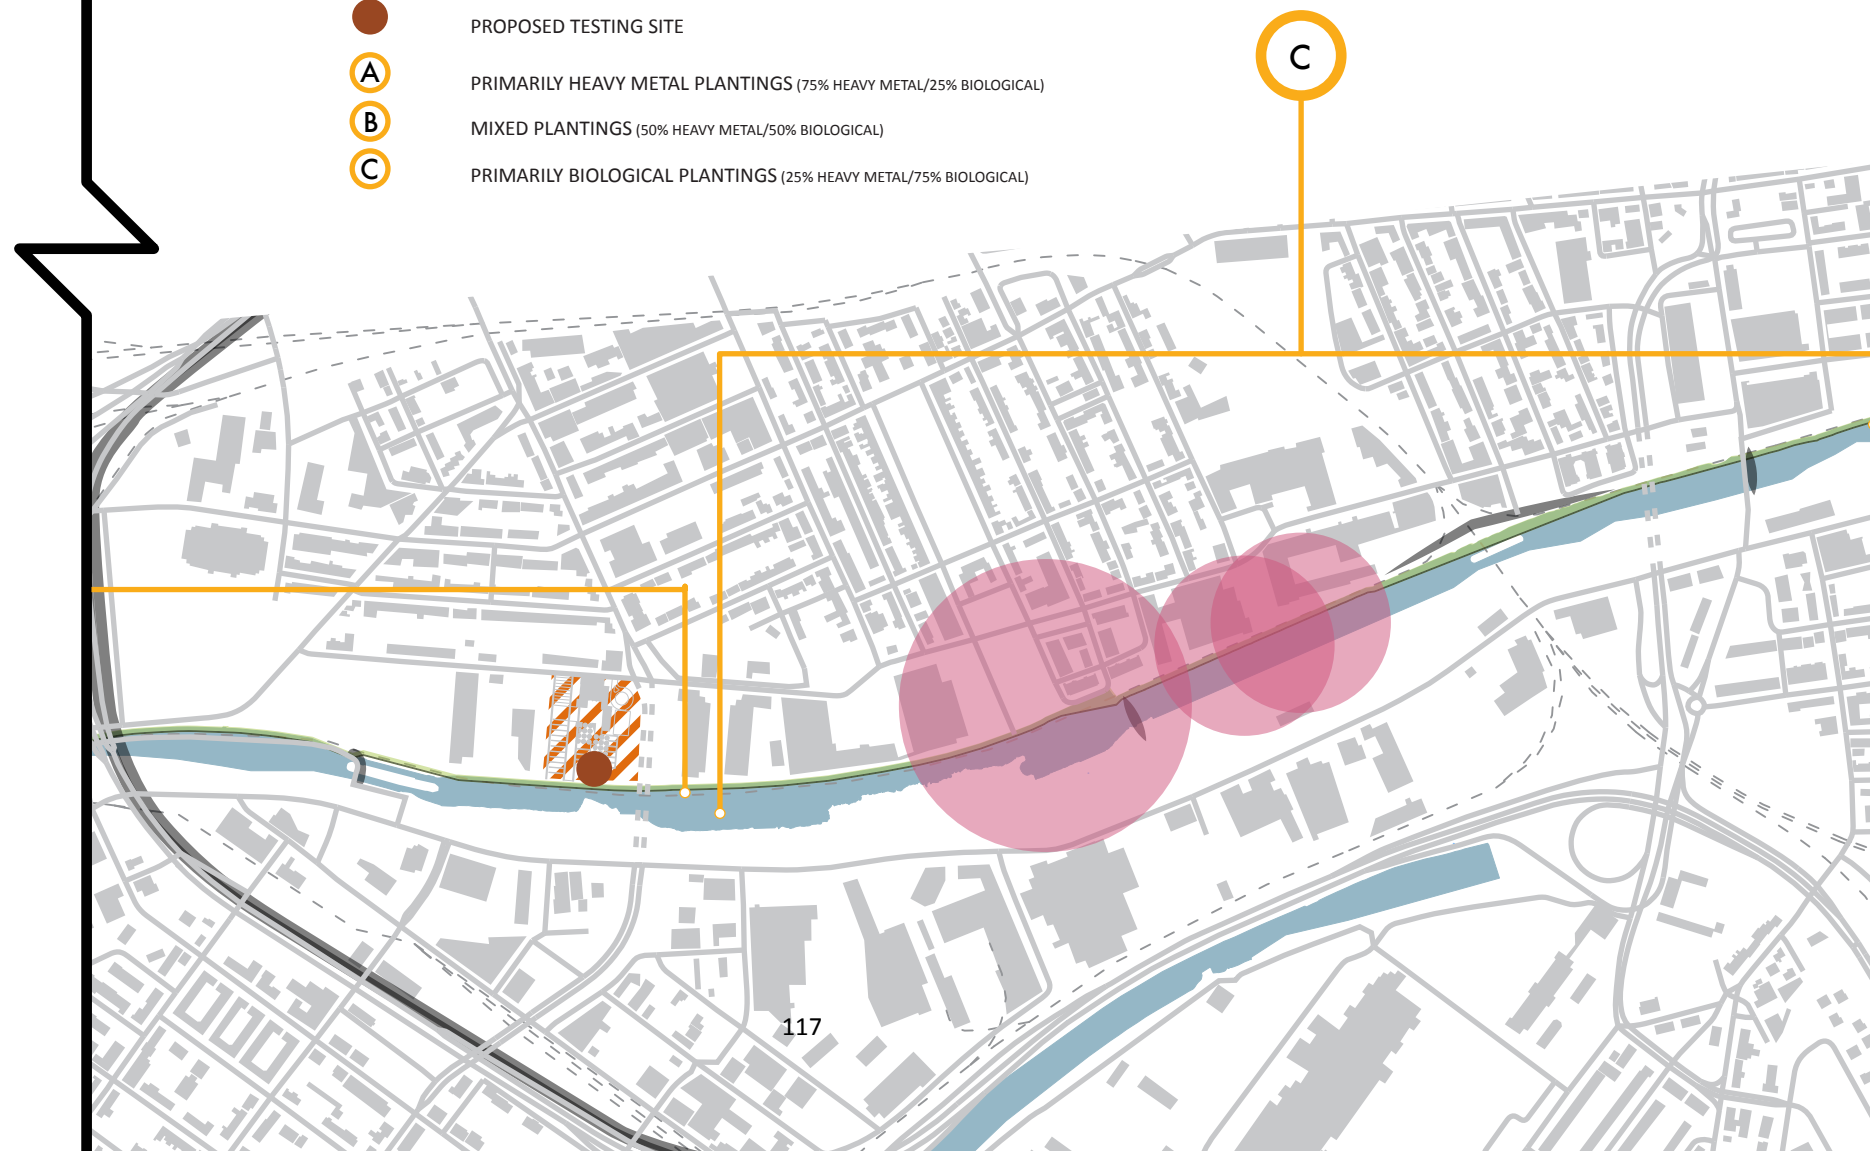 PROPOSED TESTING SITE
C
A PRIMARILY HEAVY METAL PLANTINGS (75% HEAVY METAL/25% BIOLOGICAL)
B MIXED PLANTINGS (50% HEAVY METAL/50% BIOLOGICAL)
C PRIMARILY BIOLOGICAL PLANTINGS (25% HEAVY METAL/75% BIOLOGICAL)
117